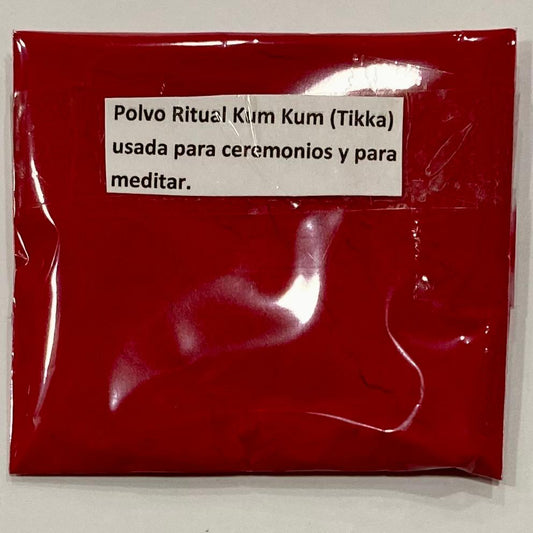 Polvo Ritual Kum Kum (Tikka)
usada para ceremonios y para
meditar.